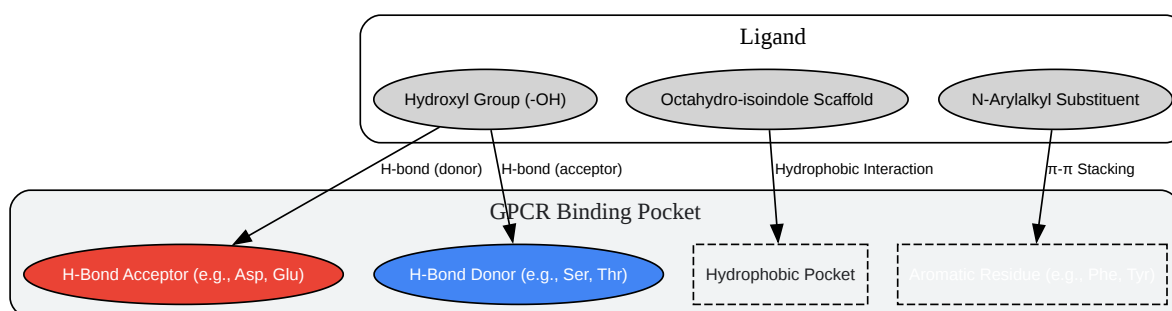 Ligand
Hydroxyl Group (-OH)
Octahydro-isoindole Scaffold
N-Arylalkyl Substituent
H-bond (donor)
H-bond (acceptor)
Hydrophobic Interaction
π-π Stacking
GPCR Binding Pocket
H-Bond Acceptor (e.g., Asp, Glu)
H-Bond Donor (e.g., Ser, Thr)
Hydrophobic Pocket
Aromatic Residue (e.g., Phe, Tyr)